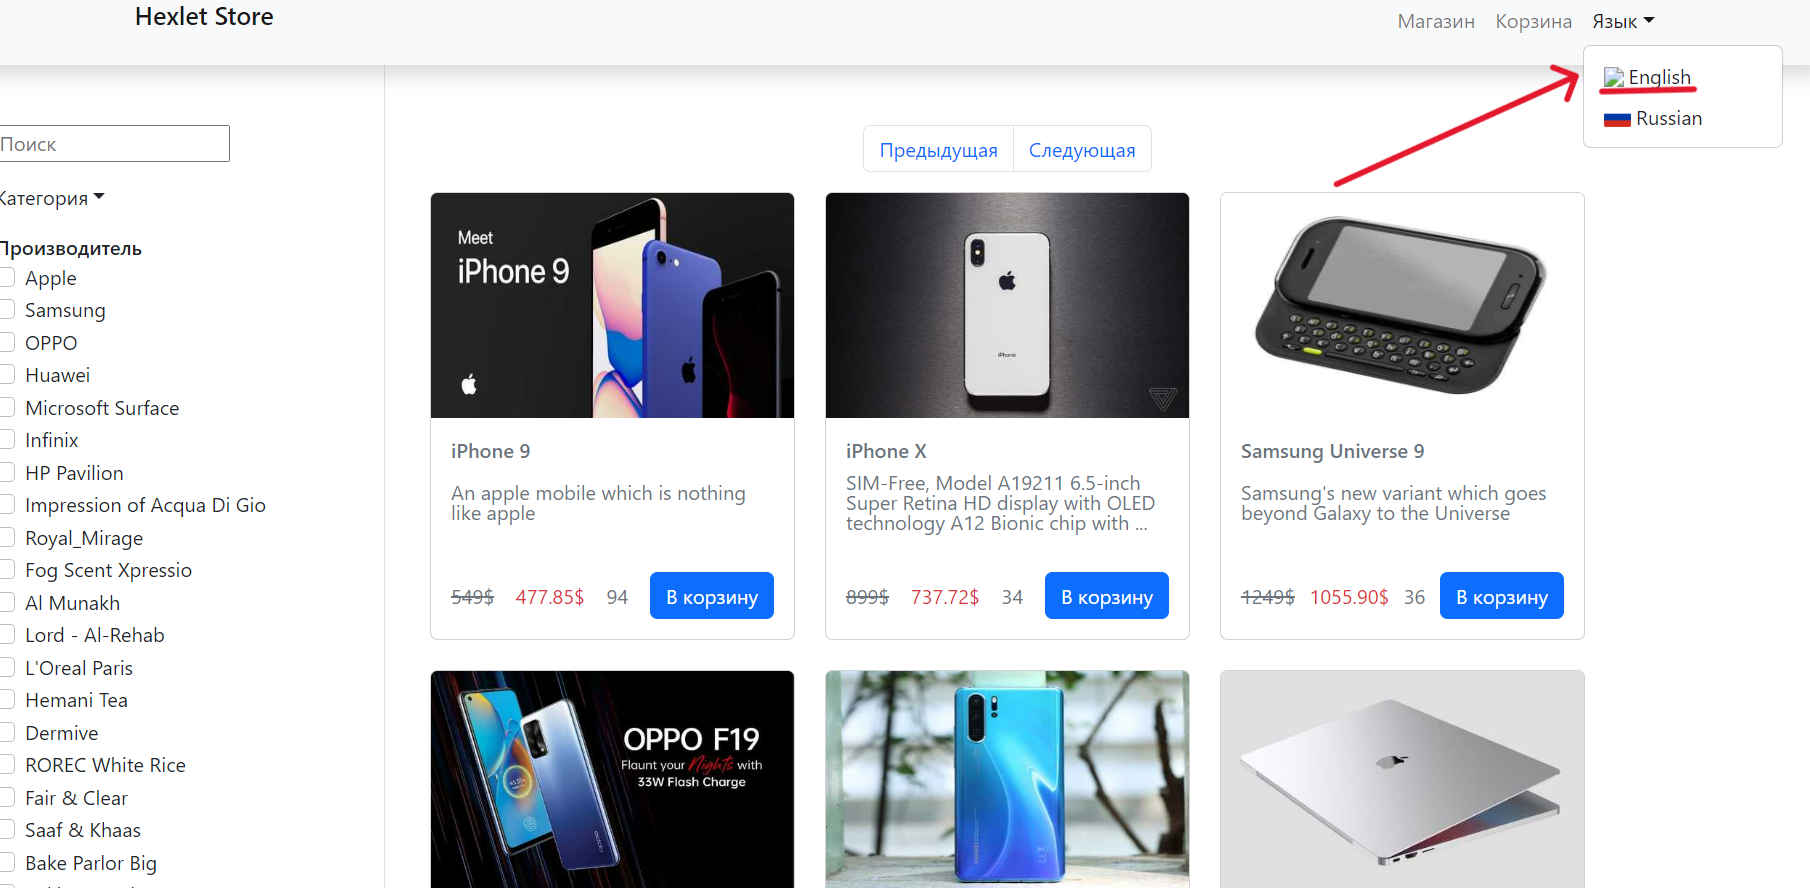 Hexlet Store
Магазин
Корзина
Язык
English
Russian
Поиск
Категория
Производитель
Apple
Samsung
OPPO
Huawei
Microsoft Surface
Infinix
HP Pavilion
Impression of Acqua Di Gio
Royal_Mirage
Fog Scent Xpressio
Al Munakh
Lord - Al-Rehab
L'Oreal Paris
Hemani Tea
Dermive
ROREC White Rice
Fair & Clear
Saaf & Khaas
Bake Parlor Big
Предыдущая
Следующая
Meet
iPhone 9
iPhone 9
An apple mobile which is nothing
like apple
549$ 477.85$ 94 В корзину
iPhone
iPhone X
SIM-Free, Model A19211 6.5-inch
Super Retina HD display with OLED
technology A12 Bionic chip with ...
899$ 737.72$ 34 В корзину
Samsung Universe 9
Samsung's new variant which goes
beyond Galaxy to the Universe
1249$ 1055.90$ 36 В корзину
OPPO F19
Flaunt your Nights with
33W Flash Charge